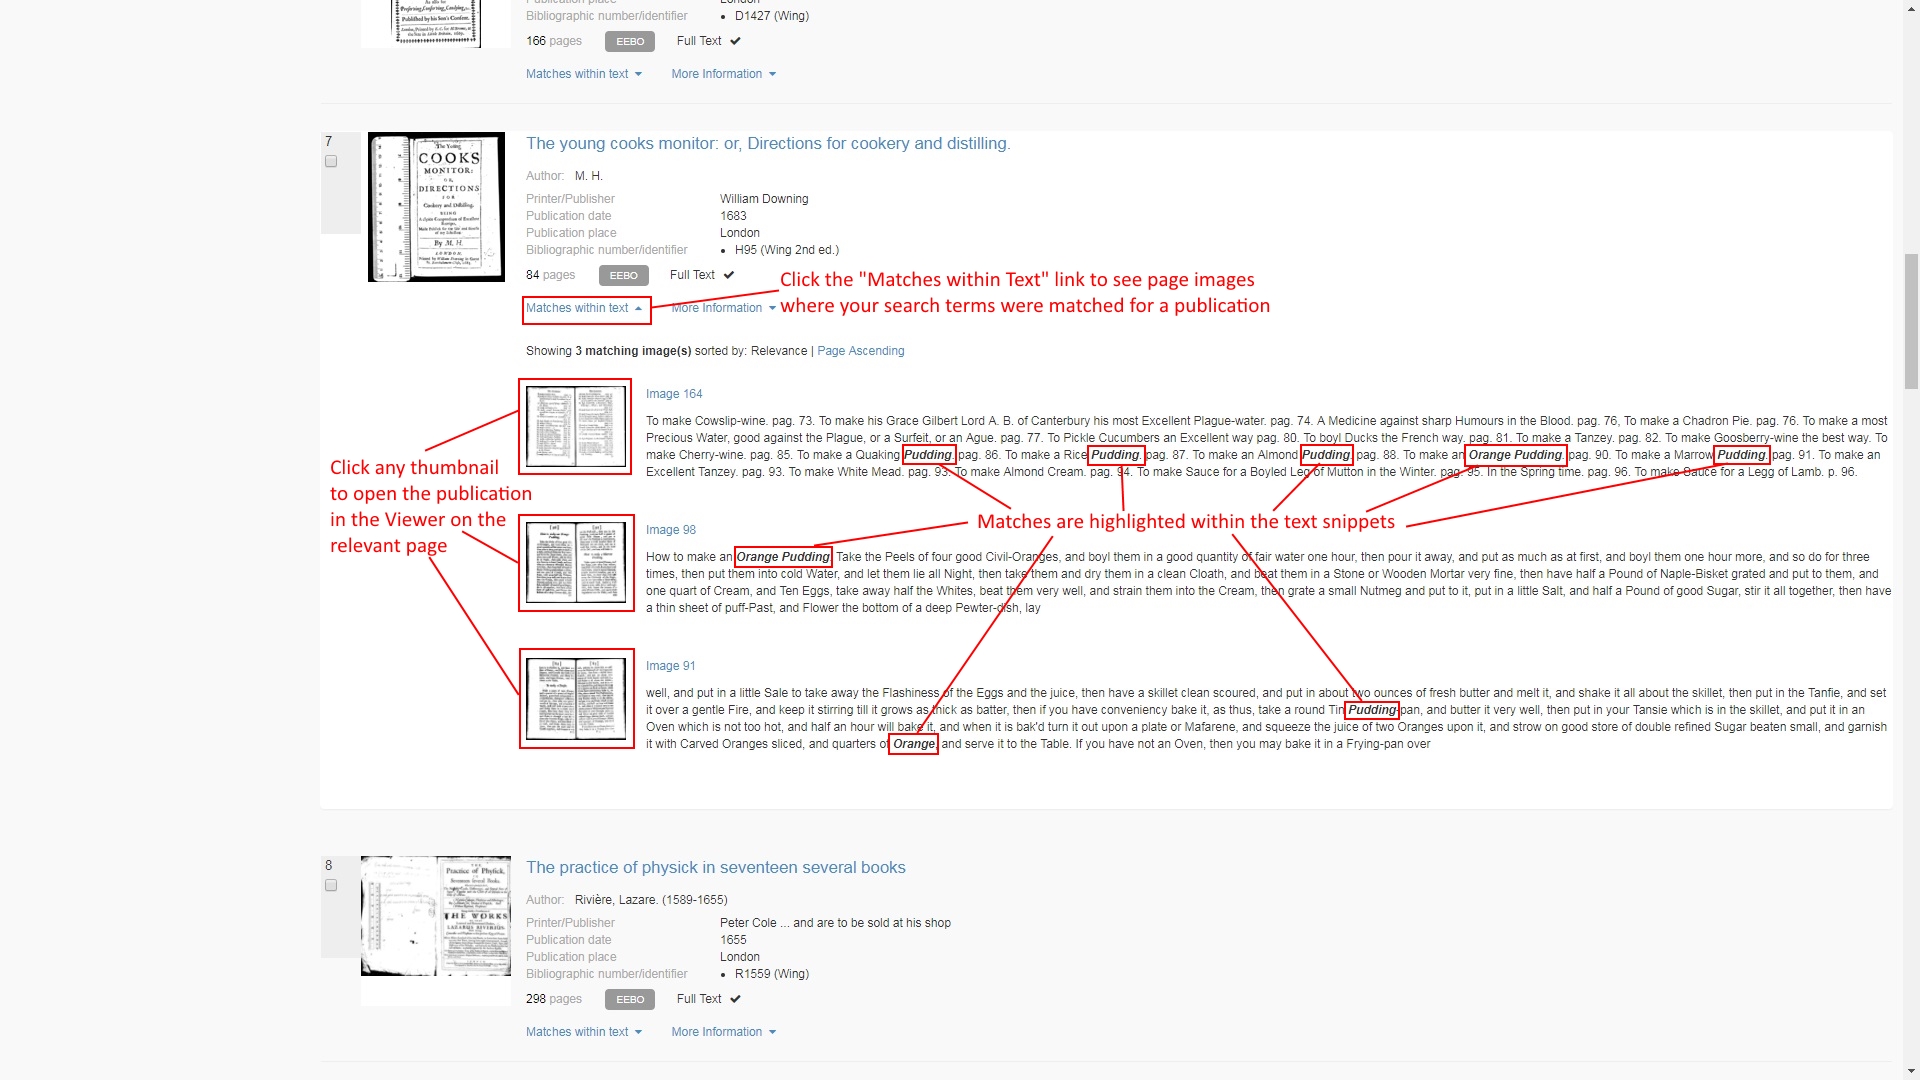 Published by his Son's Consent.
Publication place London
Bibliographic number/identifier • D1427 (Wing)
166 pages EEBO Full Text ✔
Matches within text More Information
7
The Young
COOKS
MONITOR:
OR,
DIRECTIONS
FOR
Cookery and Distilling.
BEING
By M. H.
LONDON,
The young cooks monitor: or, Directions for cookery and distilling.
Author: M. H.
Printer/Publisher William Downing
Publication date 1683
Publication place London
Bibliographic number/identifier • H95 (Wing 2nd ed.)
84 pages EEBO Full Text ✔
Click the "Matches within Text" link to see page images
where your search terms were matched for a publication
Matches within text More Information
Showing 3 matching image(s) sorted by: Relevance | Page Ascending
Click any thumbnail
to open the publication
in the Viewer on the
relevant page
Image 164
To make Cowslip-wine. pag. 73. To make his Grace Gilbert Lord A. B. of Canterbury his most Excellent Plague-water. pag. 74. A Medicine against sharp Humours in the Blood. pag. 76, To make a Chadron Pie. pag. 76. To make a most
Precious Water, good against the Plague, or a Surfeit, or an Ague. pag. 77. To Pickle Cucumbers an Excellent way pag. 80. To boyl Ducks the French way. pag. 81. To make a Tanzey. pag. 82. To make Goosberry-wine the best way. To
make Cherry-wine. pag. 85. To make a Quaking Pudding. pag. 86. To make a Rice Pudding. pag. 87. To make an Almond Pudding. pag. 88. To make an Orange Pudding. pag. 90. To make a Marrow Pudding. pag. 91. To make an
Excellent Tanzey. pag. 93. To make White Mead. pag. 93. To make Almond Cream. pag. 94. To make Sauce for a Boyled Leg of Mutton in the Winter. pag. 95. In the Spring time. pag. 96. To make Sauce for a Legg of Lamb. p. 96.
Matches are highlighted within the text snippets
Image 98
How to make an Orange Pudding Take the Peels of four good Civil-Oranges, and boyl them in a good quantity of fair water one hour, then pour it away, and put as much as at first, and boyl them one hour more, and so do for three
times, then put them into cold Water, and let them lie all Night, then take them and dry them in a clean Cloath, and beat them in a Stone or Wooden Mortar very fine, then have half a Pound of Naple-Bisket grated and put to them, and
one quart of Cream, and Ten Eggs, take away half the Whites, beat them very well, and strain them into the Cream, then grate a small Nutmeg and put to it, put in a little Salt, and half a Pound of good Sugar, stir it all together, then have
a thin sheet of puff-Past, and Flower the bottom of a deep Pewter-dish, lay
Image 91
well, and put in a little Sale to take away the Flashiness of the Eggs and the juice, then have a skillet clean scoured, and put in about two ounces of fresh butter and melt it, and shake it all about the skillet, then put in the Tanfie, and set
it over a gentle Fire, and keep it stirring till it grows as thick as batter, then if you have conveniency bake it, as thus, take a round Tin Pudding-pan, and butter it very well, then put in your Tansie which is in the skillet, and put it in an
Oven which is not too hot, and half an hour will bake it, and when it is bak'd turn it out upon a plate or Mafarene, and squeeze the juice of two Oranges upon it, and strow on good store of double refined Sugar beaten small, and garnish
it with Carved Oranges sliced, and quarters of Orange, and serve it to the Table. If you have not an Oven, then you may bake it in a Frying-pan over
8
THE
Practice of Physick,
THE WORKS
The practice of physick in seventeen several books
Author: Rivière, Lazare. (1589-1655)
Printer/Publisher Peter Cole ... and are to be sold at his shop
Publication date 1655
Publication place London
Bibliographic number/identifier • R1559 (Wing)
298 pages EEBO Full Text ✔
Matches within text More Information